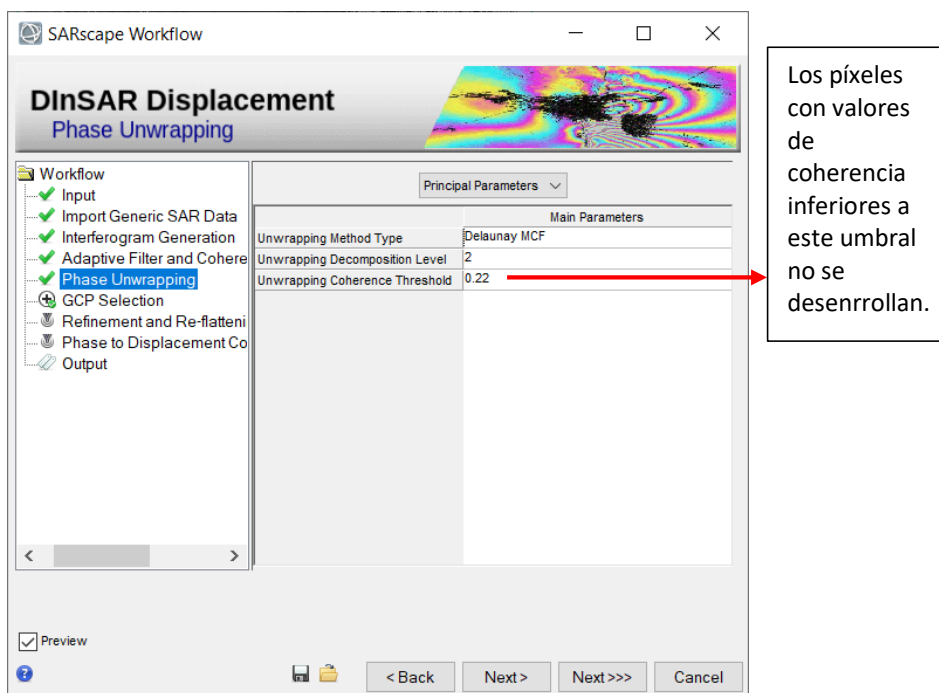 SARscape Workflow
DInSAR Displacement
Phase Unwrapping
Workflow
Input
Import Generic SAR Data
Interferogram Generation
Adaptive Filter and Cohere
Phase Unwrapping
GCP Selection
Refinement and Re-flatteni
Phase to Displacement Co
Output
Principal Parameters
Main Parameters
Unwrapping Method Type Delaunay MCF
Unwrapping Decomposition Level 2
Unwrapping Coherence Threshold 0.22
Preview
< Back Next > Next >>> Cancel
Los píxeles
con valores
de
coherencia
inferiores a
este umbral
no se
desenrrollan.